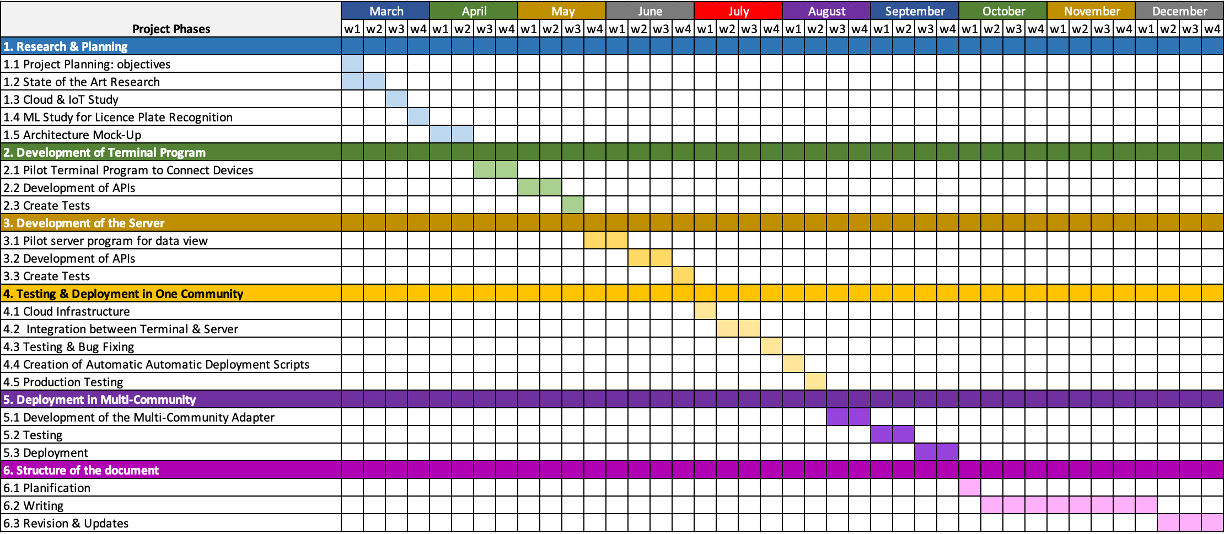 March April May June July August September October November December
Project Phases w1 w2 w3 w4 w1 w2 w3 w4 w1 w2 w3 w4 w1 w2 w3 w4 w1 w2 w3 w4 w1 w2 w3 w4 w1 w2 w3 w4 w1 w2 w3 w4 w1 w2 w3 w4 w1 w2 w3 w4
1. Research & Planning
1.1 Project Planning: objectives
1.2 State of the Art Research
1.3 Cloud & IoT Study
1.4 ML Study for Licence Plate Recognition
1.5 Architecture Mock-Up
2. Development of Terminal Program
2.1 Pilot Terminal Program to Connect Devices
2.2 Development of APIs
2.3 Create Tests
3. Development of the Server
3.1 Pilot server program for data view
3.2 Development of APIs
3.3 Create Tests
4. Testing & Deployment in One Community
4.1 Cloud Infrastructure
4.2 Integration between Terminal & Server
4.3 Testing & Bug Fixing
4.4 Creation of Automatic Automatic Deployment Scripts
4.5 Production Testing
5. Deployment in Multi-Community
5.1 Development of the Multi-Community Adapter
5.2 Testing
5.3 Deployment
6. Structure of the document
6.1 Planification
6.2 Writing
6.3 Revision & Updates